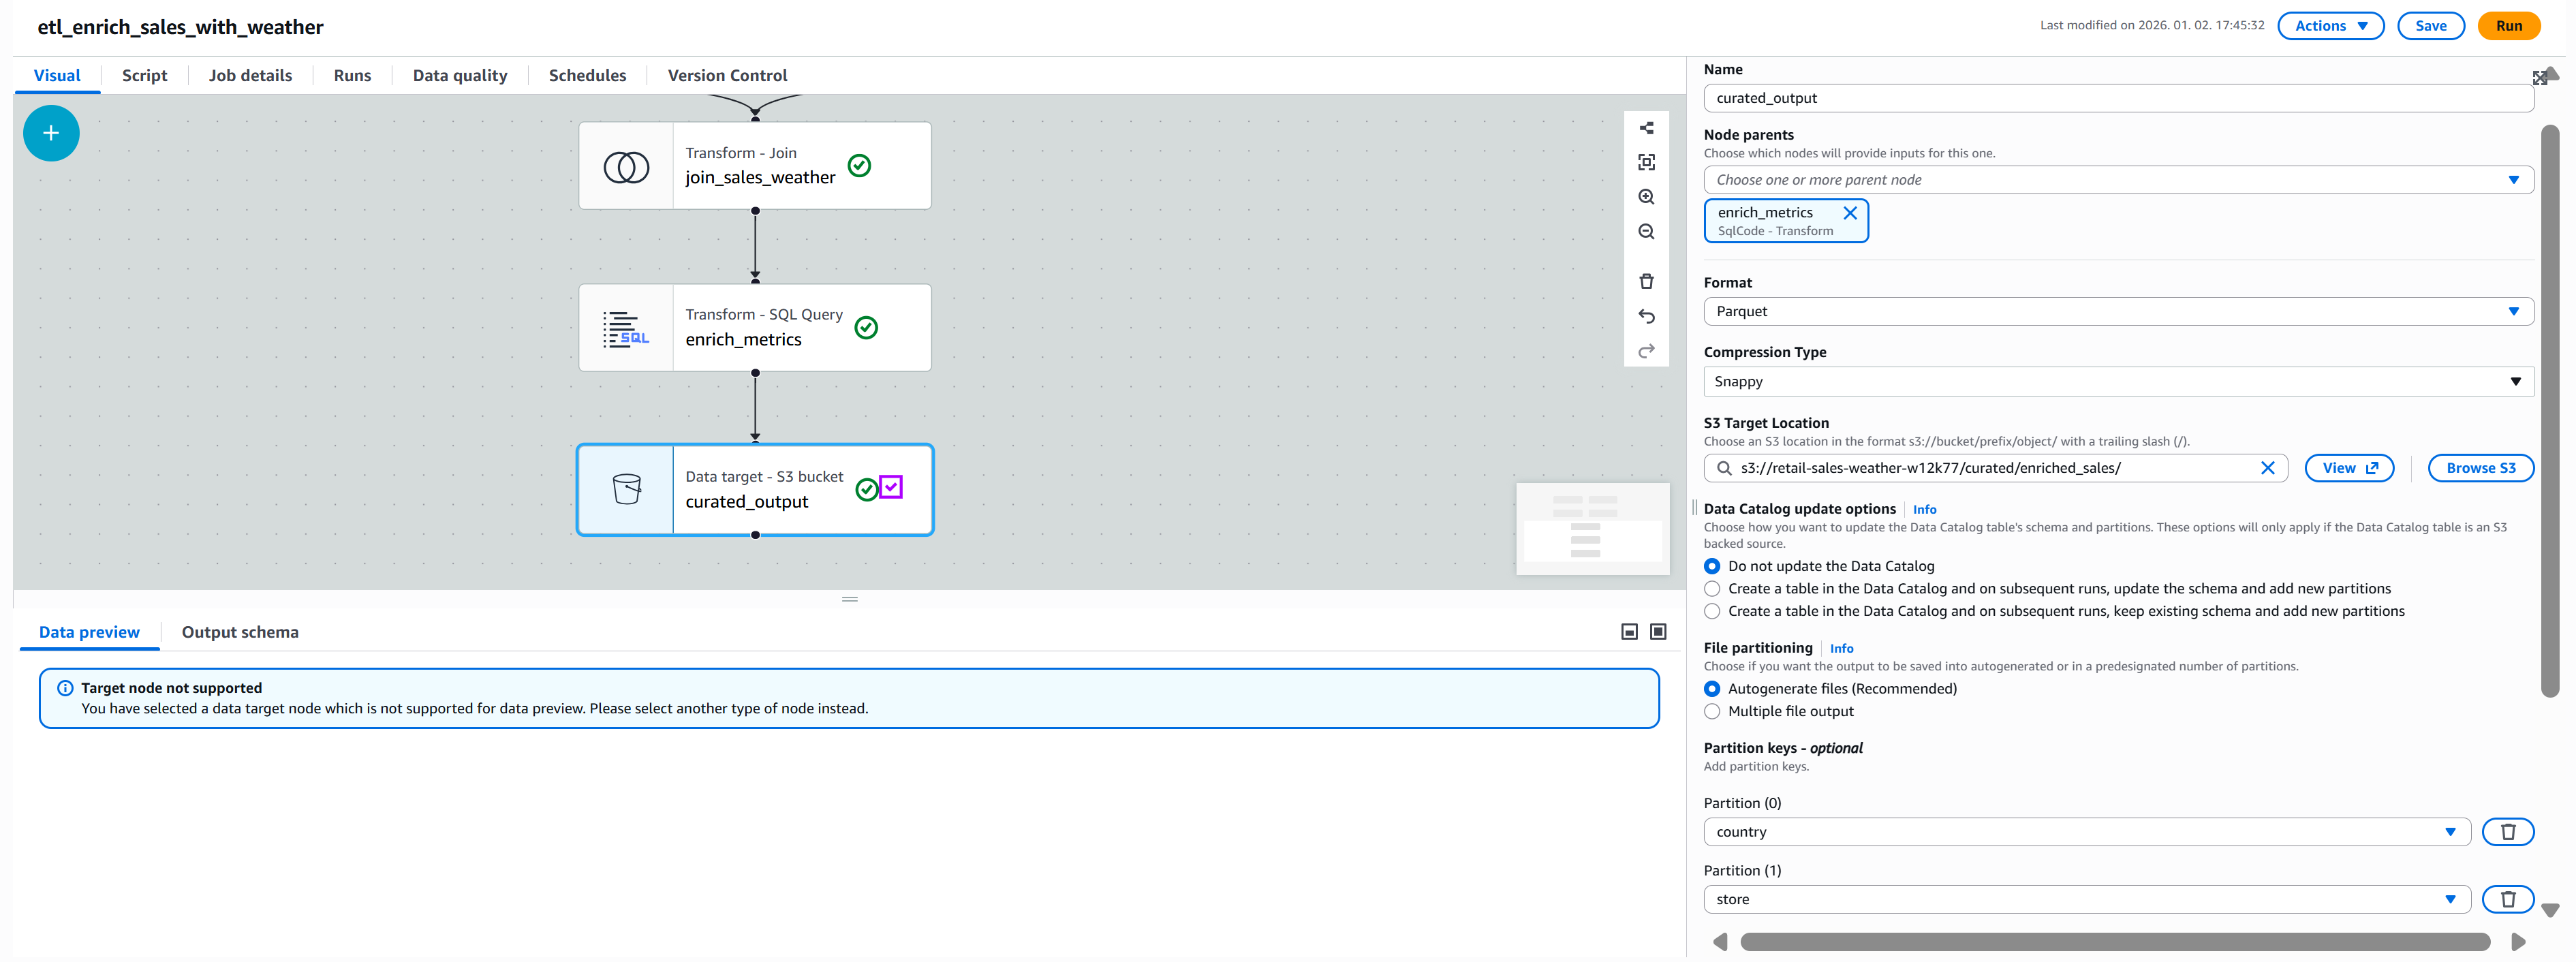 etl_enrich_sales_with_weather
Last modified on 2026. 01. 02. 17:45:32
Actions
Save
Run
Visual
Script
Job details
Runs
Data quality
Schedules
Version Control
Transform - Join
join_sales_weather
Transform - SQL Query
enrich_metrics
SQL
Data target - S3 bucket
curated_output
Data preview
Output schema
Target node not supported
You have selected a data target node which is not supported for data preview. Please select another type of node instead.
Name
curated_output
Node parents
Choose which nodes will provide inputs for this one.
Choose one or more parent node
enrich_metrics
SqlCode - Transform
Format
Parquet
Compression Type
Snappy
S3 Target Location
Choose an S3 location in the format s3://bucket/prefix/object/ with a trailing slash (/).
s3://retail-sales-weather-w12k77/curated/enriched_sales/
View
Browse S3
Data Catalog update options
Info
Choose how you want to update the Data Catalog table's schema and partitions. These options will only apply if the Data Catalog table is an S3
backed source.
Do not update the Data Catalog
Create a table in the Data Catalog and on subsequent runs, update the schema and add new partitions
Create a table in the Data Catalog and on subsequent runs, keep existing schema and add new partitions
File partitioning
Info
Choose if you want the output to be saved into autogenerated or in a predesignated number of partitions.
Autogenerate files (Recommended)
Multiple file output
Partition keys - optional
Add partition keys.
Partition (0)
country
Partition (1)
store